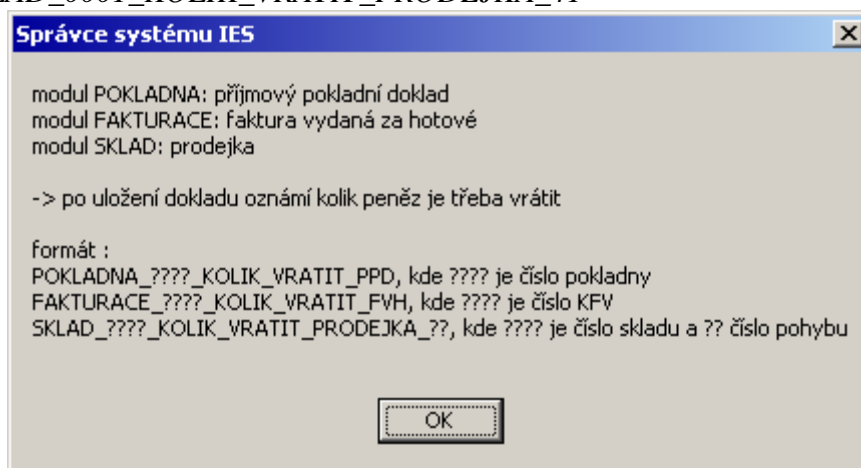 Správce systému IES
modul POKLADNA: příjmový pokladní doklad
modul FAKTURACE: faktura vydaná za hotové
modul SKLAD: prodejka
-> po uložení dokladu oznámí kolik peněz je třeba vrátit
formát :
POKLADNA_????_KOLIK_VRATIT_PPD, kde ???? je číslo pokladny
FAKTURACE_????_KOLIK_VRATIT_FVH, kde ???? je číslo KFV
SKLAD_????_KOLIK_VRATIT_PRODEJKA_??, kde ???? je číslo skladu a ?? číslo pohybu
OK